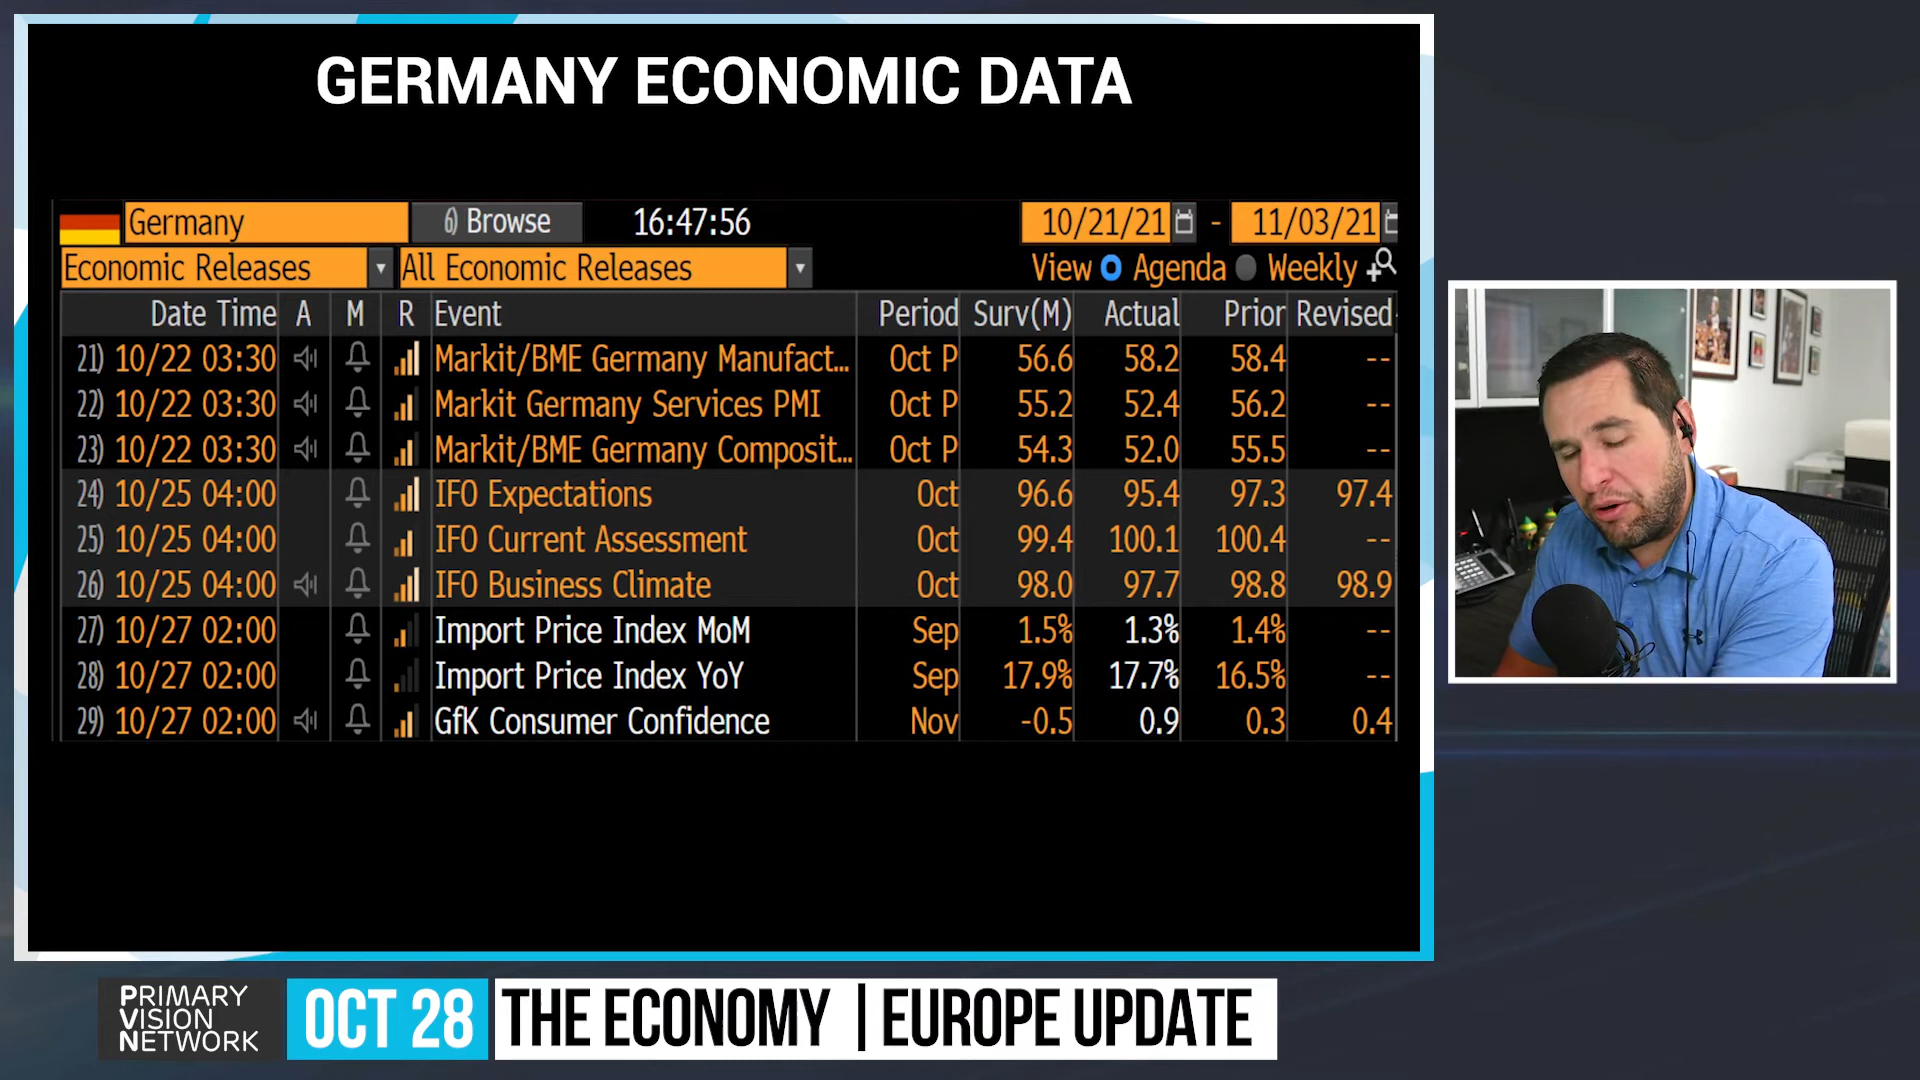 GERMANY ECONOMIC DATA
Germany 6) Browse 16:47:56 10/21/21 - 11/03/21
Economic Releases All Economic Releases View Agenda Weekly
Date Time A M R Event Period Surv(M) Actual Prior Revised
21) 10/22 03:30 Markit/BME Germany Manufact... Oct P 56.6 58.2 58.4 --
22) 10/22 03:30 Markit Germany Services PMI Oct P 55.2 52.4 56.2 --
23) 10/22 03:30 Markit/BME Germany Composit... Oct P 54.3 52.0 55.5 --
24) 10/25 04:00 IFO Expectations Oct 96.6 95.4 97.3 97.4
25) 10/25 04:00 IFO Current Assessment Oct 99.4 100.1 100.4 --
26) 10/25 04:00 IFO Business Climate Oct 98.0 97.7 98.8 98.9
27) 10/27 02:00 Import Price Index MoM Sep 1.5% 1.3% 1.4% --
28) 10/27 02:00 Import Price Index YoY Sep 17.9% 17.7% 16.5% --
29) 10/27 02:00 GfK Consumer Confidence Nov -0.5 0.9 0.3 0.4
PRIMARY
VISION
NETWORK
OCT 28 THE ECONOMY | EUROPE UPDATE